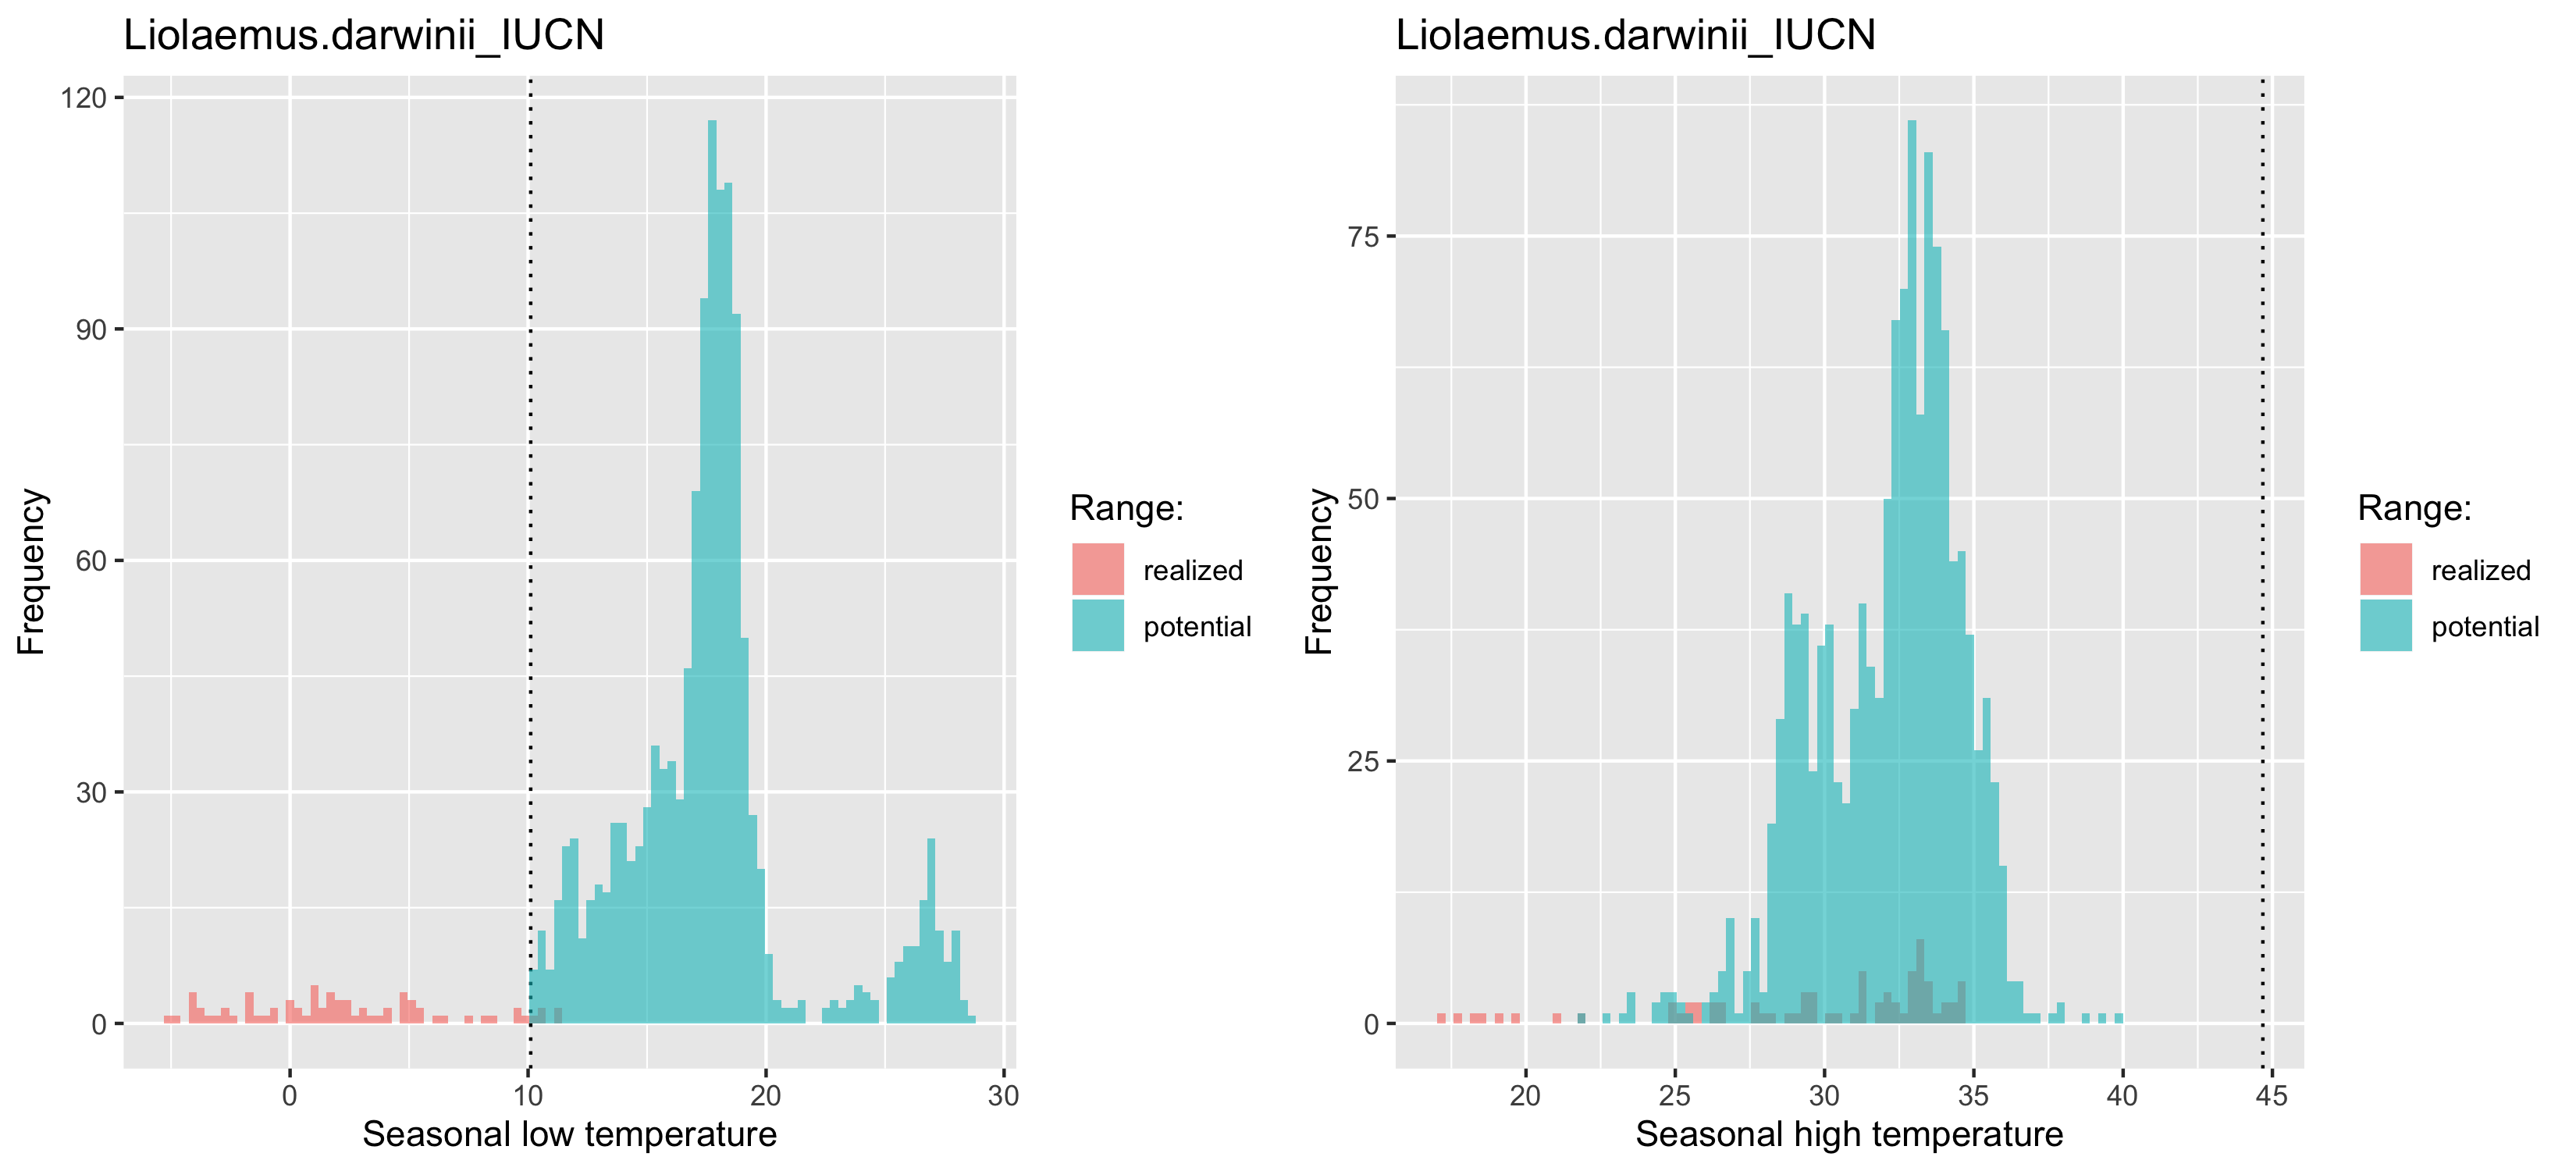 Liolaemus.darwinii_IUCN
120
90
60
30
0
Frequency
0 10 20 30
Seasonal low temperature
Range:
realized
potential
Liolaemus.darwinii_IUCN
75
50
25
0
Frequency
20 25 30 35 40 45
Seasonal high temperature
Range:
realized
potential